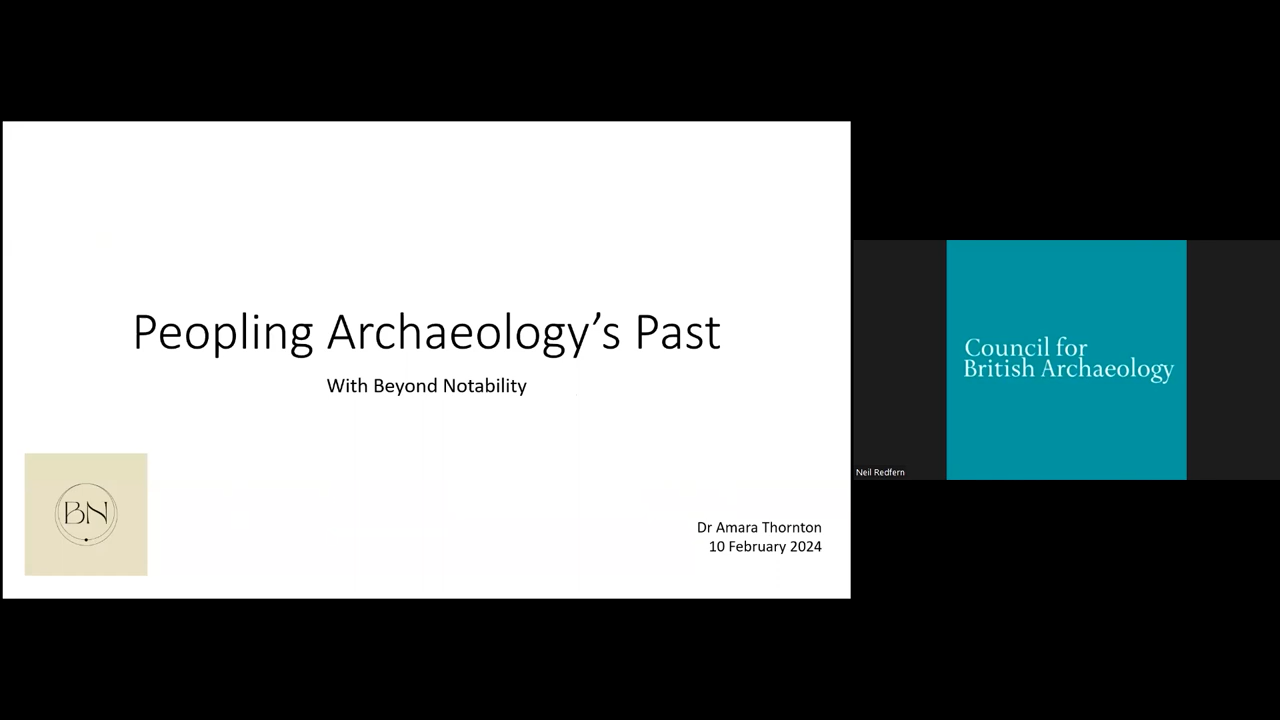 Peopling Archaeology’s Past
With Beyond Notability
BN
Dr Amara Thornton
10 February 2024
Council for
British Archaeology
Neil Redfern